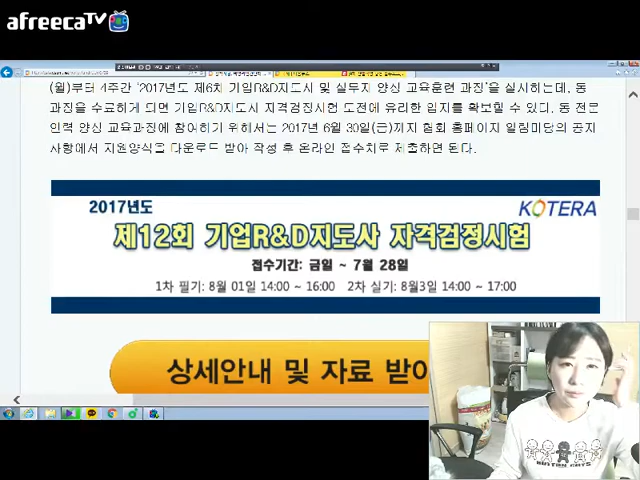 afreecaTV
(월)부터 4주간 '2017년도 제6차 기업R&D지도사 및 실무자 양성 교육훈련 과정'을 실시하는데, 동
과정을 수료하게 되면 기업R&D지도사 자격검정시험 도전에 유리한 입지를 확보할 수 있다. 동 전문
인력 양성 교육과정에 참여하기 위해서는 2017년 6월 30일(금)까지 협회 홈페이지 알림마당의 공지
사항에서 지원양식을 다운로드 받아 작성 후 온라인 접수처로 제출하면 된다.
2017년도
KOTERA
제12회 기업R&D지도사 자격검정시험
접수기간: 금일 ~ 7월 28일
1차 필기: 8월 01일 14:00 ~ 16:00 2차 실기: 8월3일 14:00 ~ 17:00
상세안내 및 자료 받아